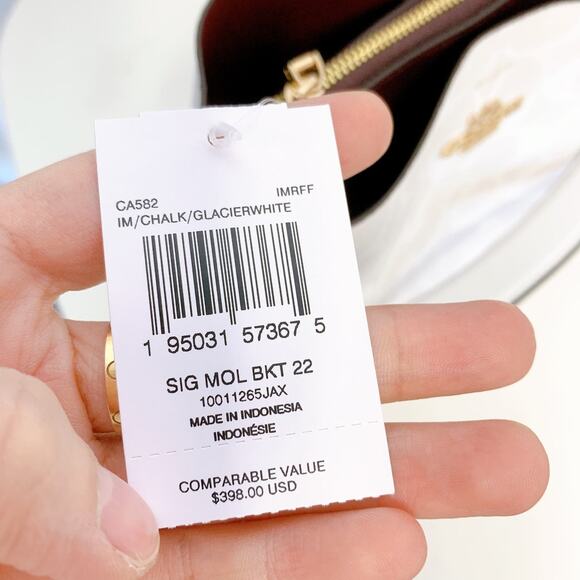 CA582 IMRFF
IM/CHALK/GLACIERWHITE
1 95031 57367 5
SIG MOL BKT 22
10011265JAX
MADE IN INDONESIA
INDONÉSIE
COMPARABLE VALUE
$398.00 USD